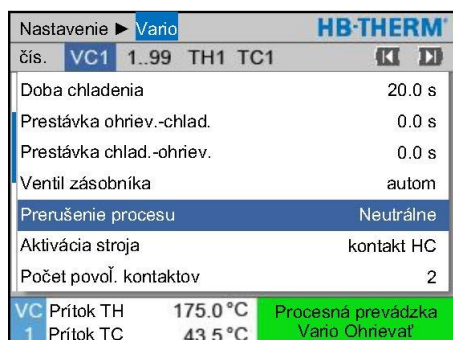 Nastavenie ► Vario HB-THERM®
čís. VC1 1..99 TH1 TC1
Doba chladenia 20.0 s
Prestávka ohriev.-chlad. 0.0 s
Prestávka chlad.-ohriev. 0.0 s
Ventil zásobníka autom
Prerušenie procesu Neutrálne
Aktivácia stroja kontakt HC
Počet povoľ. kontaktov 2
VC Prítok TH 175.0 °C Procesná prevádzka
1 Prítok TC 43.5 °C Vario Ohrievať